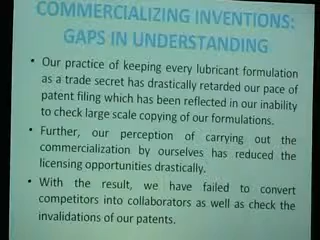 COMMERCIALIZING INVENTIONS:
GAPS IN UNDERSTANDING
• Our practice of keeping every lubricant formulation
as a trade secret has drastically retarded our pace of
patent filing which has been reflected in our inability
to check large scale copying of our formulations.
• Further, our perception of carrying out the
commercialization by ourselves has reduced the
licensing opportunities drastically.
• With the result, we have failed to convert
competitors into collaborators as well as check the
invalidations of our patents.